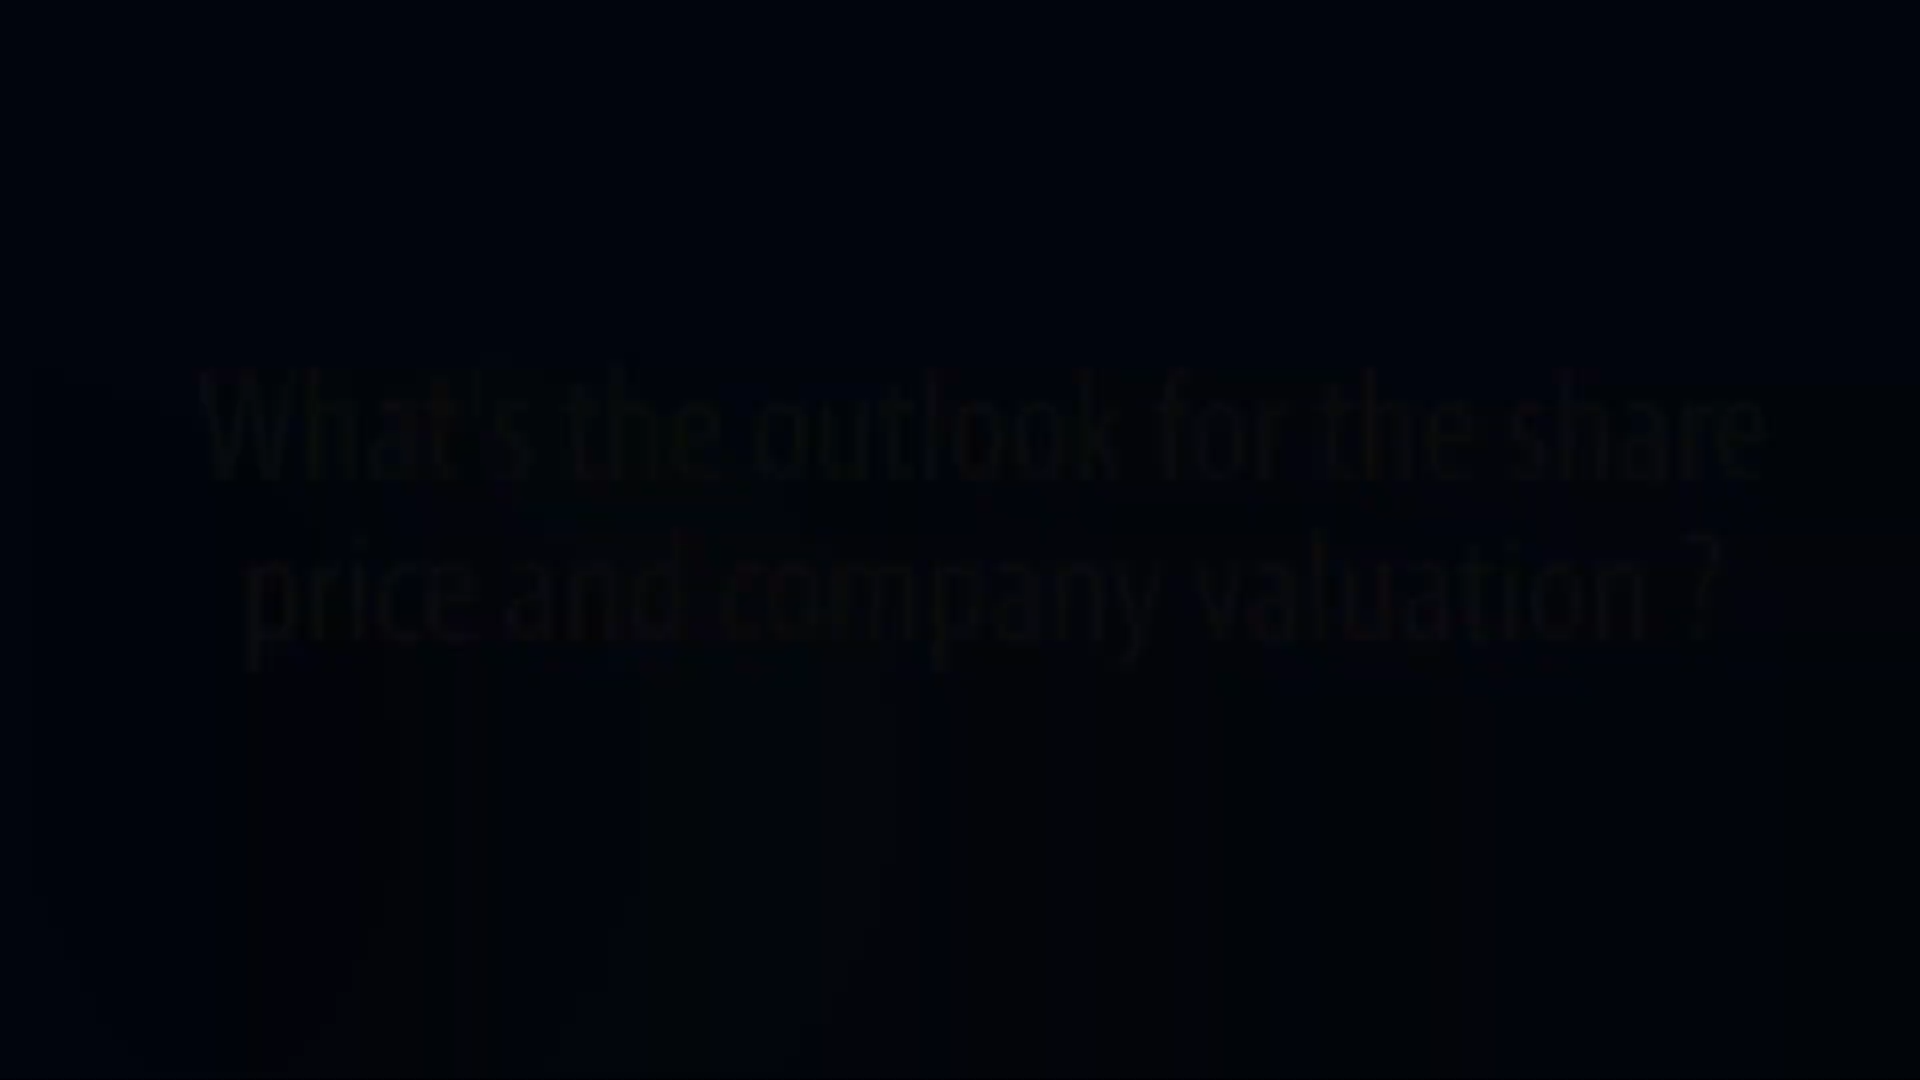 What's the outlook for the share
price and company valuation ?